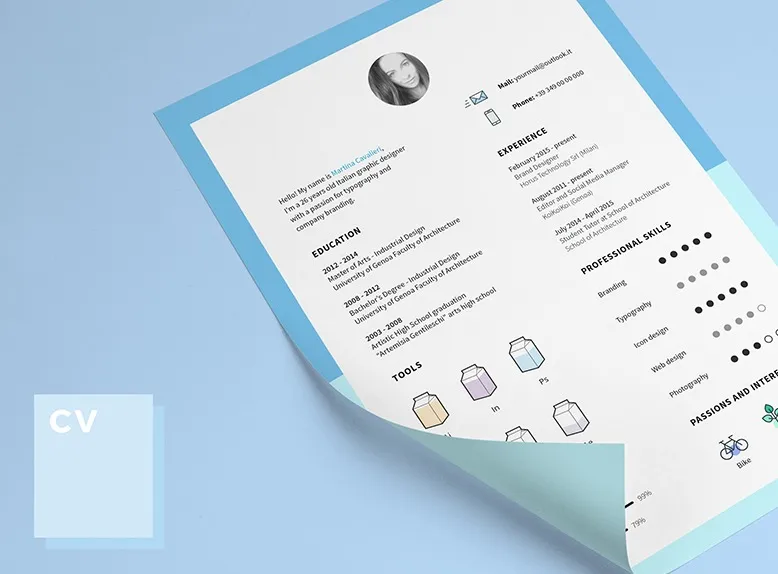 Mail: yourmail@outlook.it
Phone: +39 349 00 00 000
Hello! My name is Martina Cavalieri,
I'm a 26 years old Italian graphic designer
with a passion for typography and
company branding.
EDUCATION
2012 - 2014
Master of Arts - Industrial Design
University of Genoa Faculty of Architecture
2008 - 2012
Bachelor's Degree - Industrial Design
University of Genoa Faculty of Architecture
2003 - 2008
Artistic High School graduation
"Artemisia Gentileschi" arts high school
TOOLS
In
Ps
EXPERIENCE
February 2015 - present
Brand Designer
Horus Technology Srl (Milan)
August 2011 - present
Editor and Social Media Manager
KoiKoiKoi (Genoa)
July 2014 - April 2015
Student Tutor at School of Architecture
School of Architecture
PROFESSIONAL SKILLS
Branding
Typography
Icon design
Web design
Photography
PASSIONS AND
Bike
99%
79%
CV